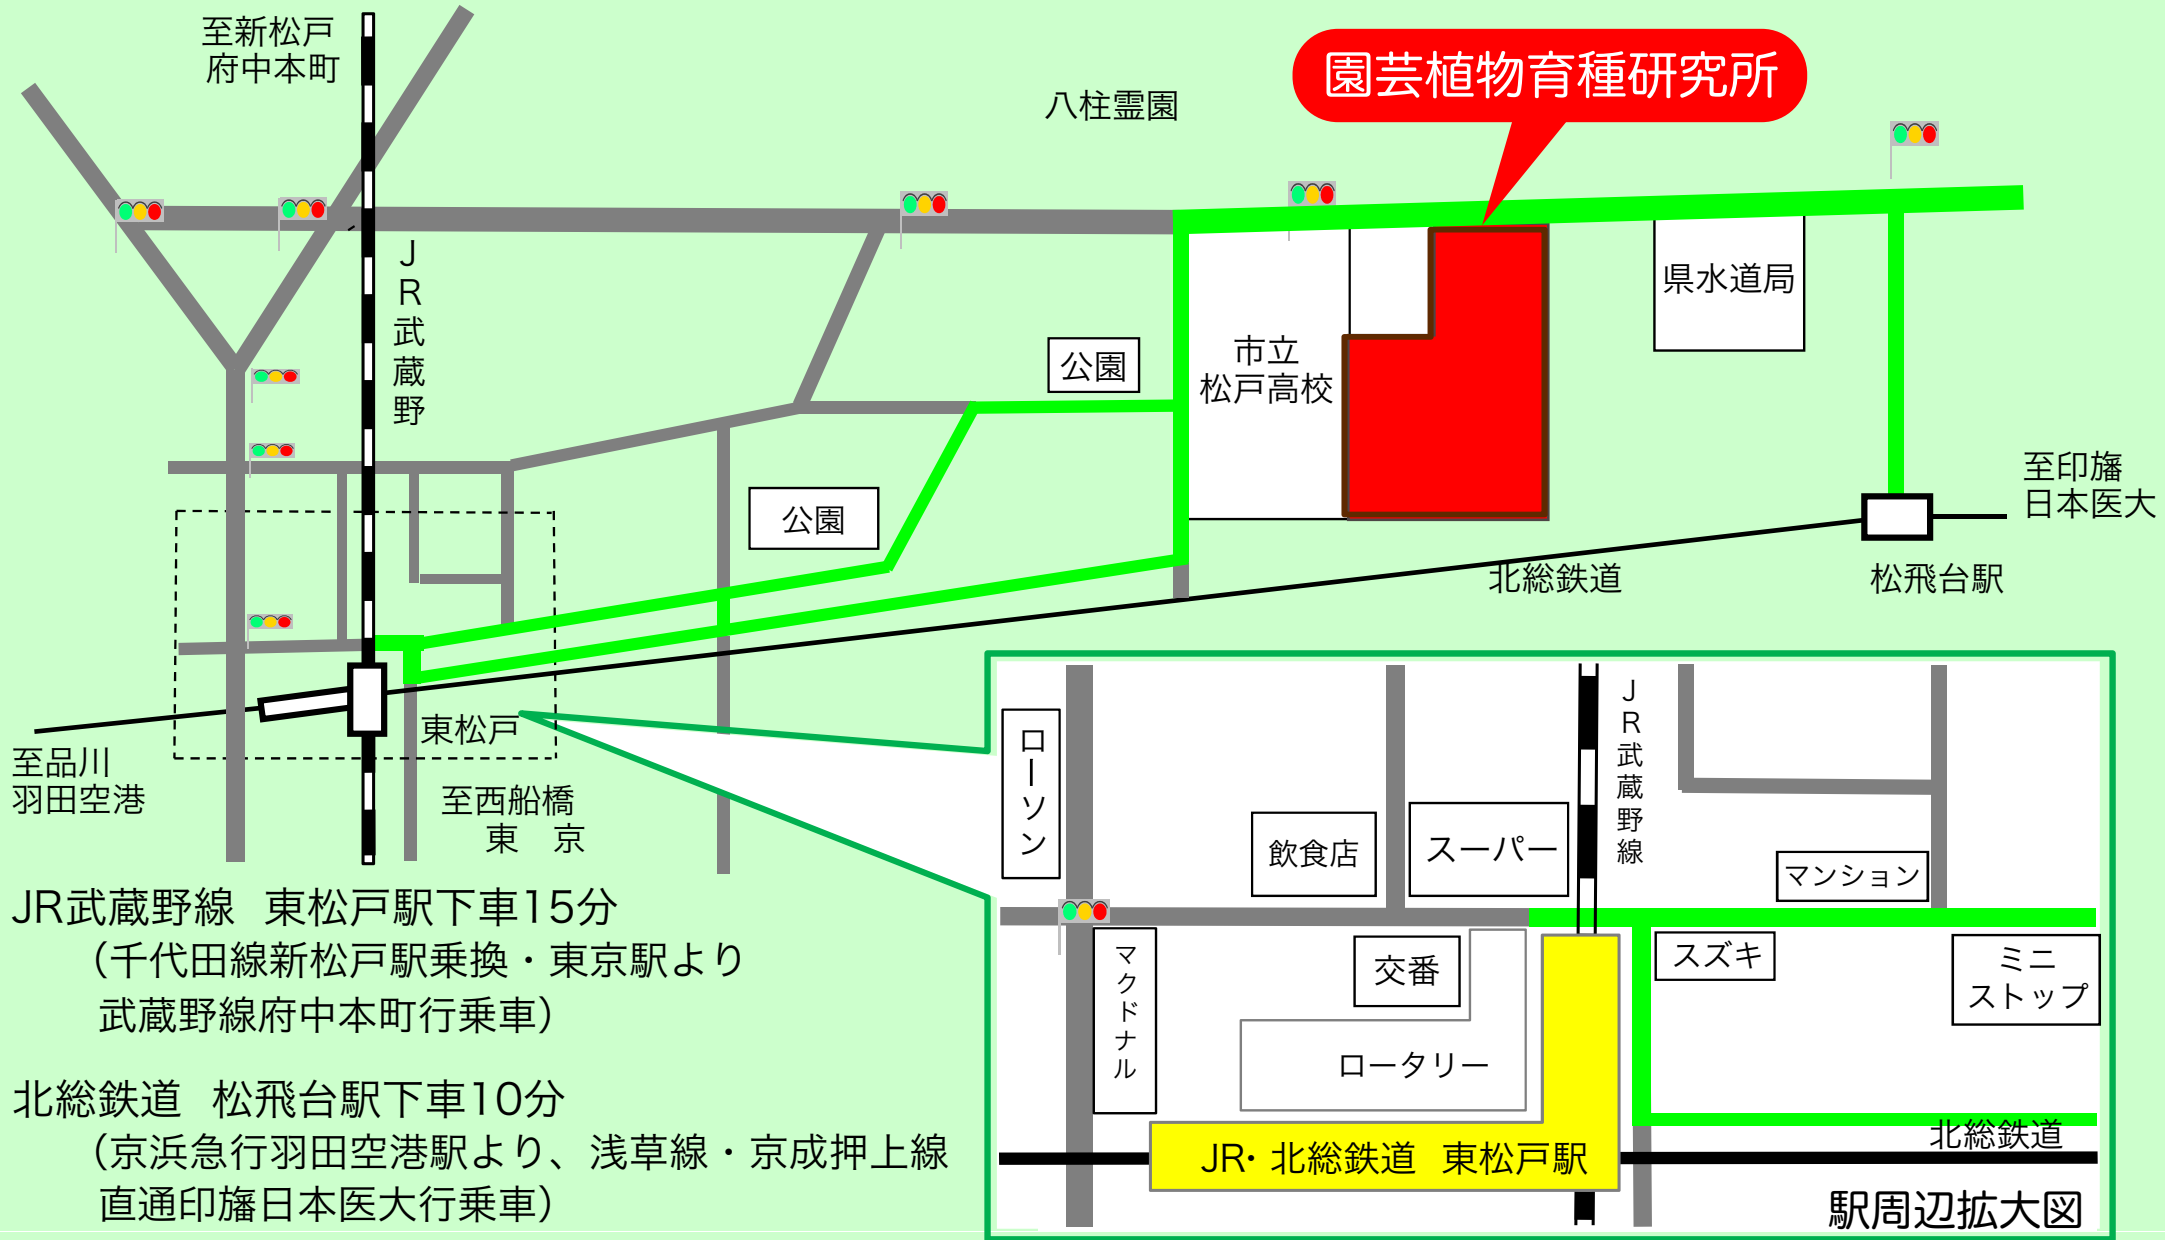 至新松戸
府中本町
八柱霊園
園芸植物育種研究所
JR武蔵野
県水道局
市立
松戸高校
公園
公園
至印旛
日本医大
北総鉄道
松飛台駅
東松戸
至品川
羽田空港
至西船橋
東　京
JR武蔵野線　東松戸駅下車15分
（千代田線新松戸駅乗換・東京駅より
武蔵野線府中本町行乗車）
北総鉄道　松飛台駅下車10分
（京浜急行羽田空港駅より、浅草線・京成押上線
直通印旛日本医大行乗車）
ローソン
JR武蔵野線
飲食店
スーパー
マンション
マクドナル
交番
スズキ
ミニ
ストップ
ロータリー
北総鉄道
JR・北総鉄道　東松戸駅
駅周辺拡大図